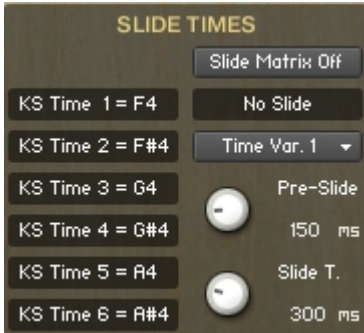 SLIDE TIMES
Slide Matrix Off
KS Time 1 = F4
No Slide
KS Time 2 = F#4
Time Var. 1
KS Time 3 = G4
Pre-Slide
KS Time 4 = G#4
150 ms
KS Time 5 = A4
Slide T.
KS Time 6 = A#4
300 ms